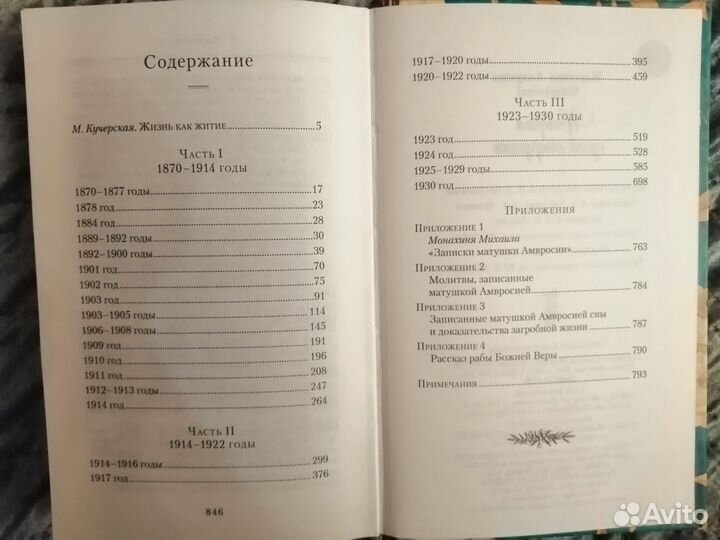 Содержание
М. Кучерская. Жизнь как житие 5
Часть I
1870–1914 годы
1870–1877 годы 17
1878 год 23
1884 год 28
1889–1892 годы 30
1892–1900 годы 39
1901 год 70
1902 год 75
1903 год 91
1903–1905 годы 114
1906–1908 годы 145
1909 год 191
1910 год 196
1911 год 208
1912–1913 годы 247
1914 год 264
Часть II
1914–1922 годы
1914–1916 годы 299
1917 год 376
846
1917–1920 годы 395
1920–1922 годы 459
Часть III
1923–1930 годы
1923 год 519
1924 год 528
1925–1929 годы 585
1930 год 698
Приложения
Приложение 1
Монахиня Михаила
«Записки матушки Амвросии» 763
Приложение 2
Молитвы, записанные
матушкой Амвросией 784
Приложение 3
Записанные матушкой Амвросией сны
и доказательства загробной жизни 787
Приложение 4
Рассказ рабы Божией Веры 790
Примечания 793
Avito